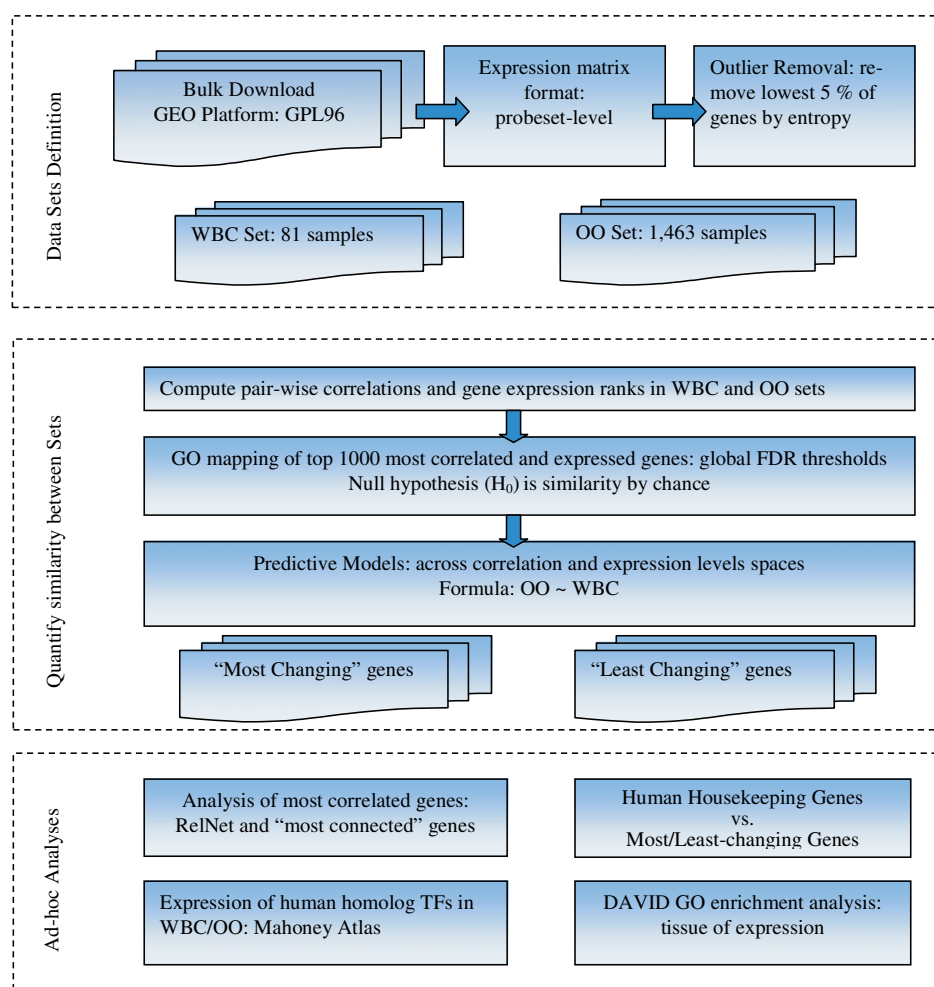 Data Sets Definition
Bulk Download
GEO Platform: GPL96
Expression matrix
format:
probeset-level
Outlier Removal: re-
move lowest 5 % of
genes by entropy
WBC Set: 81 samples
OO Set: 1,463 samples
Quantify similarity between Sets
Compute pair-wise correlations and gene expression ranks in WBC and OO sets
GO mapping of top 1000 most correlated and expressed genes: global FDR thresholds
Null hypothesis (H₀) is similarity by chance
Predictive Models: across correlation and expression levels spaces
Formula: OO ~ WBC
“Most Changing” genes
“Least Changing” genes
Ad-hoc Analyses
Analysis of most correlated genes:
RelNet and “most connected” genes
Human Housekeeping Genes
vs.
Most/Least-changing Genes
Expression of human homolog TFs in
WBC/OO: Mahoney Atlas
DAVID GO enrichment analysis:
tissue of expression